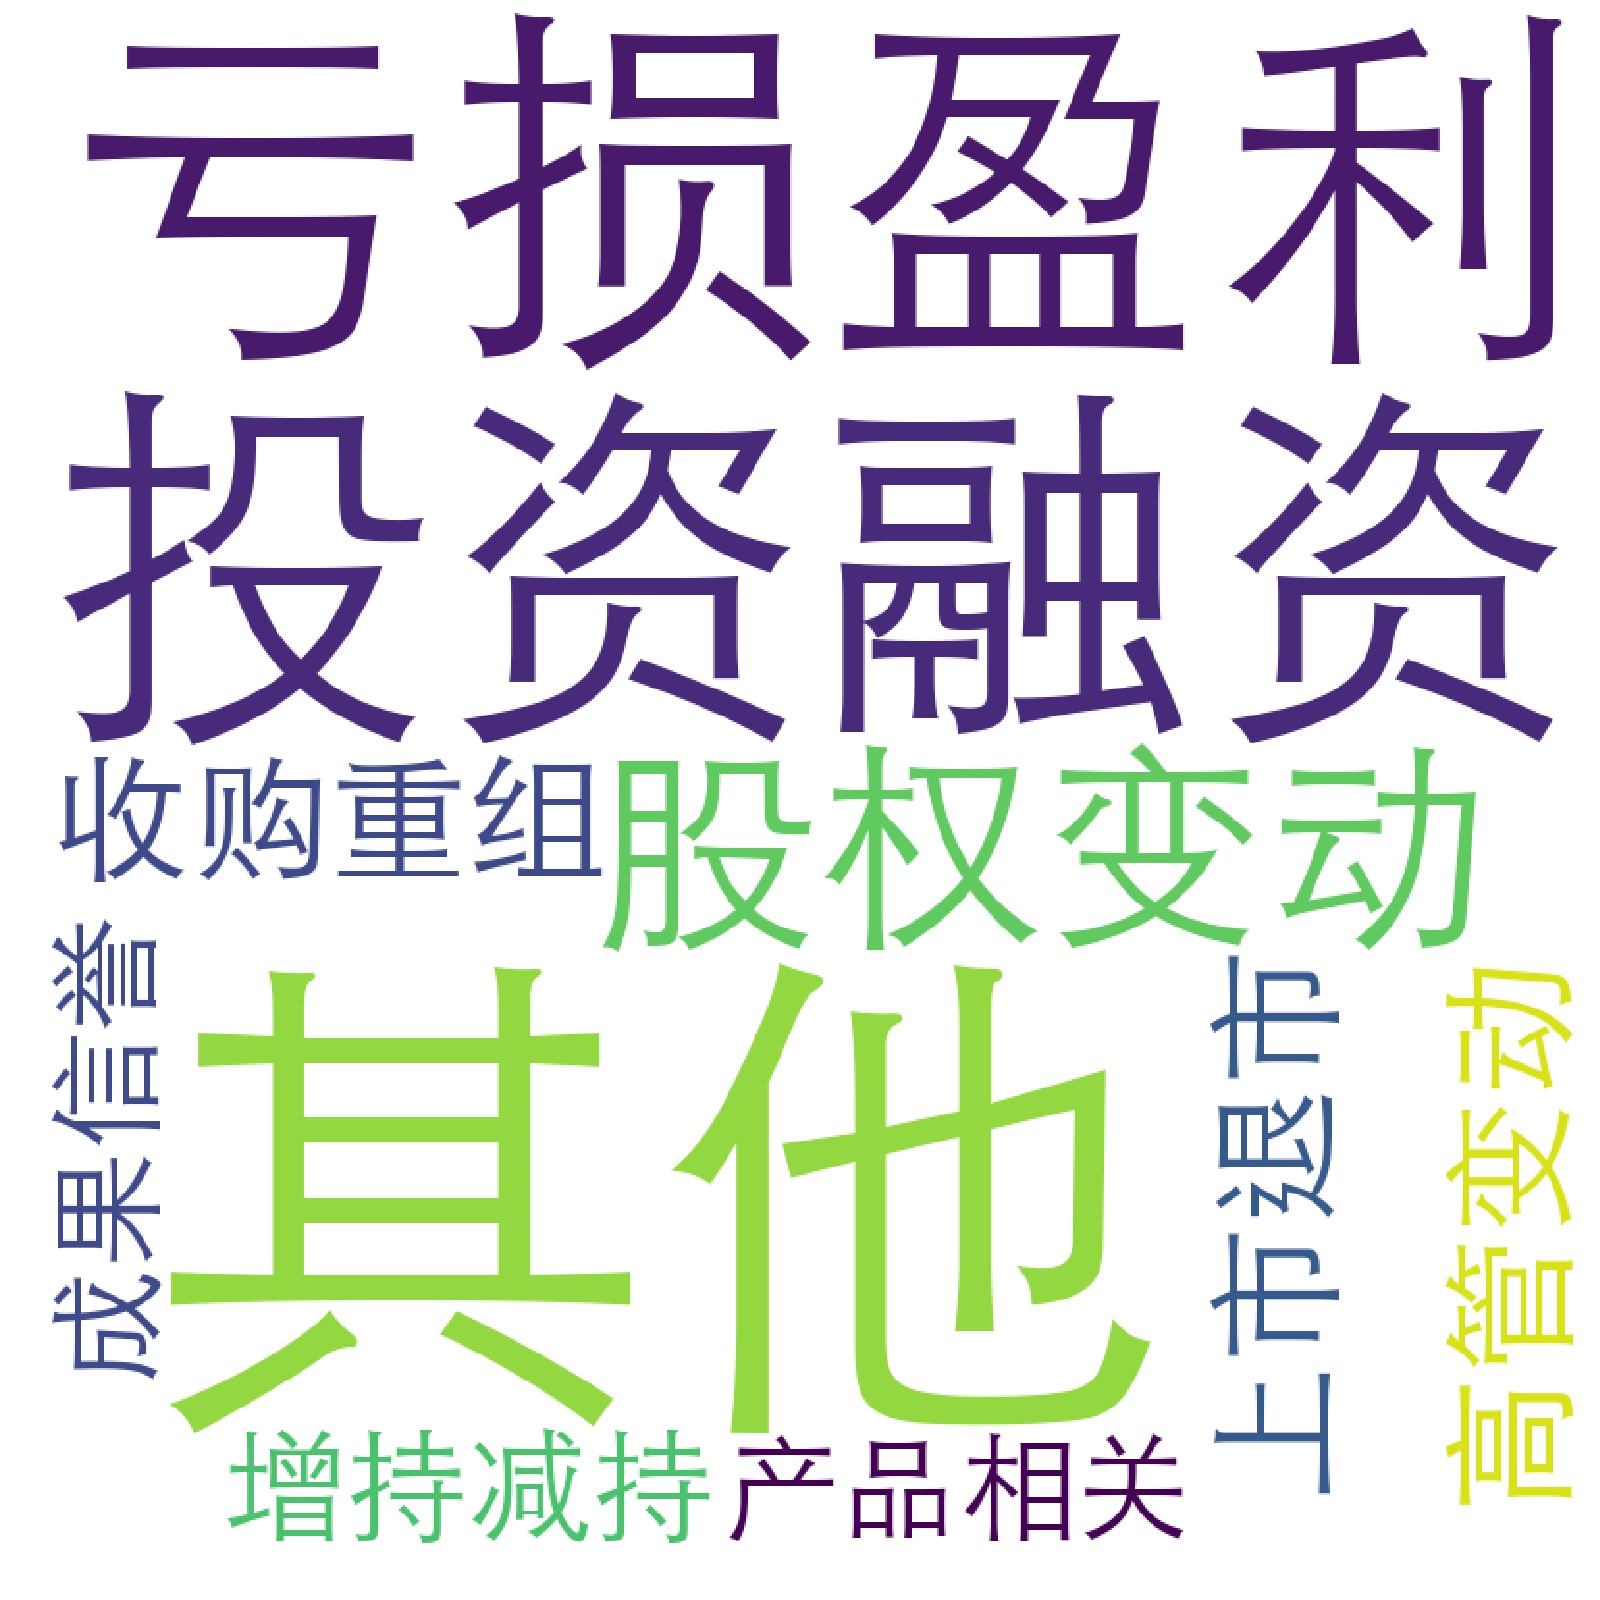 亏损盈利
投资融资
收购重组
股权变动
成果信誉
其他
上市退市
高管变动
增持减持
产品相关